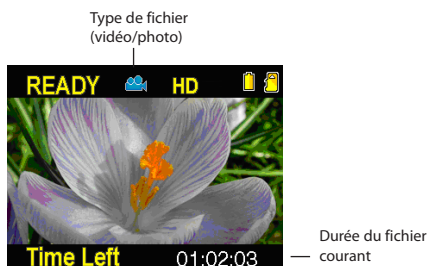 Type de fichier
(vidéo/photo)
READY HD
Time Left 01:02:03
Durée du fichier
courant